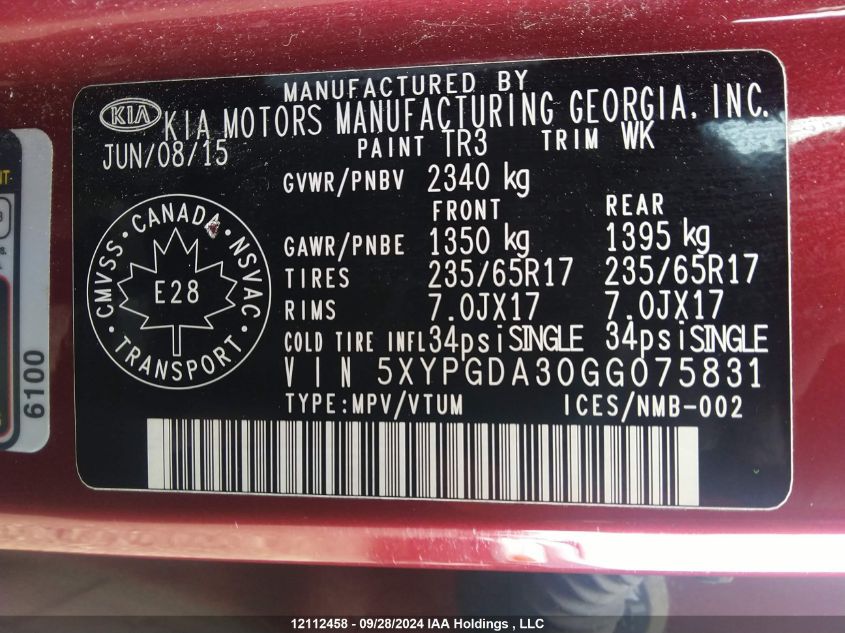 MANUFACTURED BY
KIA KIA MOTORS MANUFACTURING GEORGIA, INC.
JUN/08/15 PAINT TR3 TRIM WK
GVWR/PNBV 2340 kg
FRONT REAR
GAWR/PNBE 1350 kg 1395 kg
TIRES 235/65R17 235/65R17
RIMS 7.0JX17 7.0JX17
COLD TIRE INFL 34psi SINGLE 34psi SINGLE
VIN 5XYPGDA30GG075831
TYPE:MPV/VTUM ICES/NMB-002
CMVSS · CANADA · NSVAC · TRANSPORT ·
E28
6100
12112458 - 09/28/2024 IAA Holdings , LLC